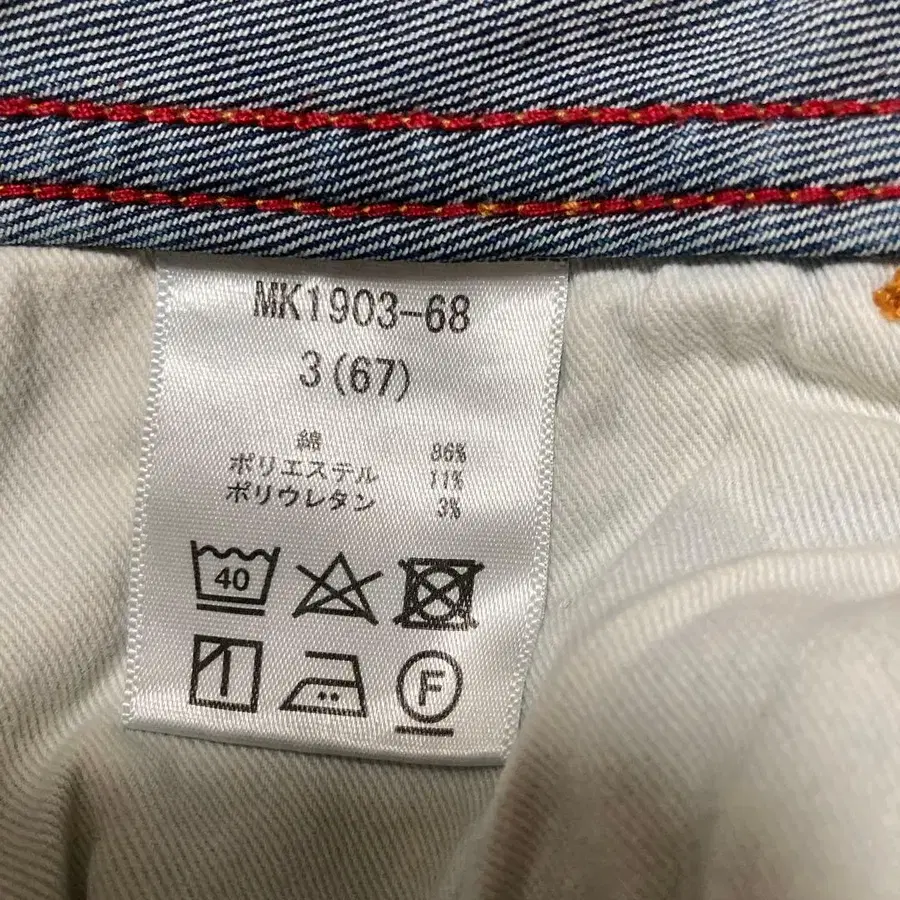 MK1903-68
3(67)
綿 86%
ポリエステル 11%
ポリウレタン 3%
40
F